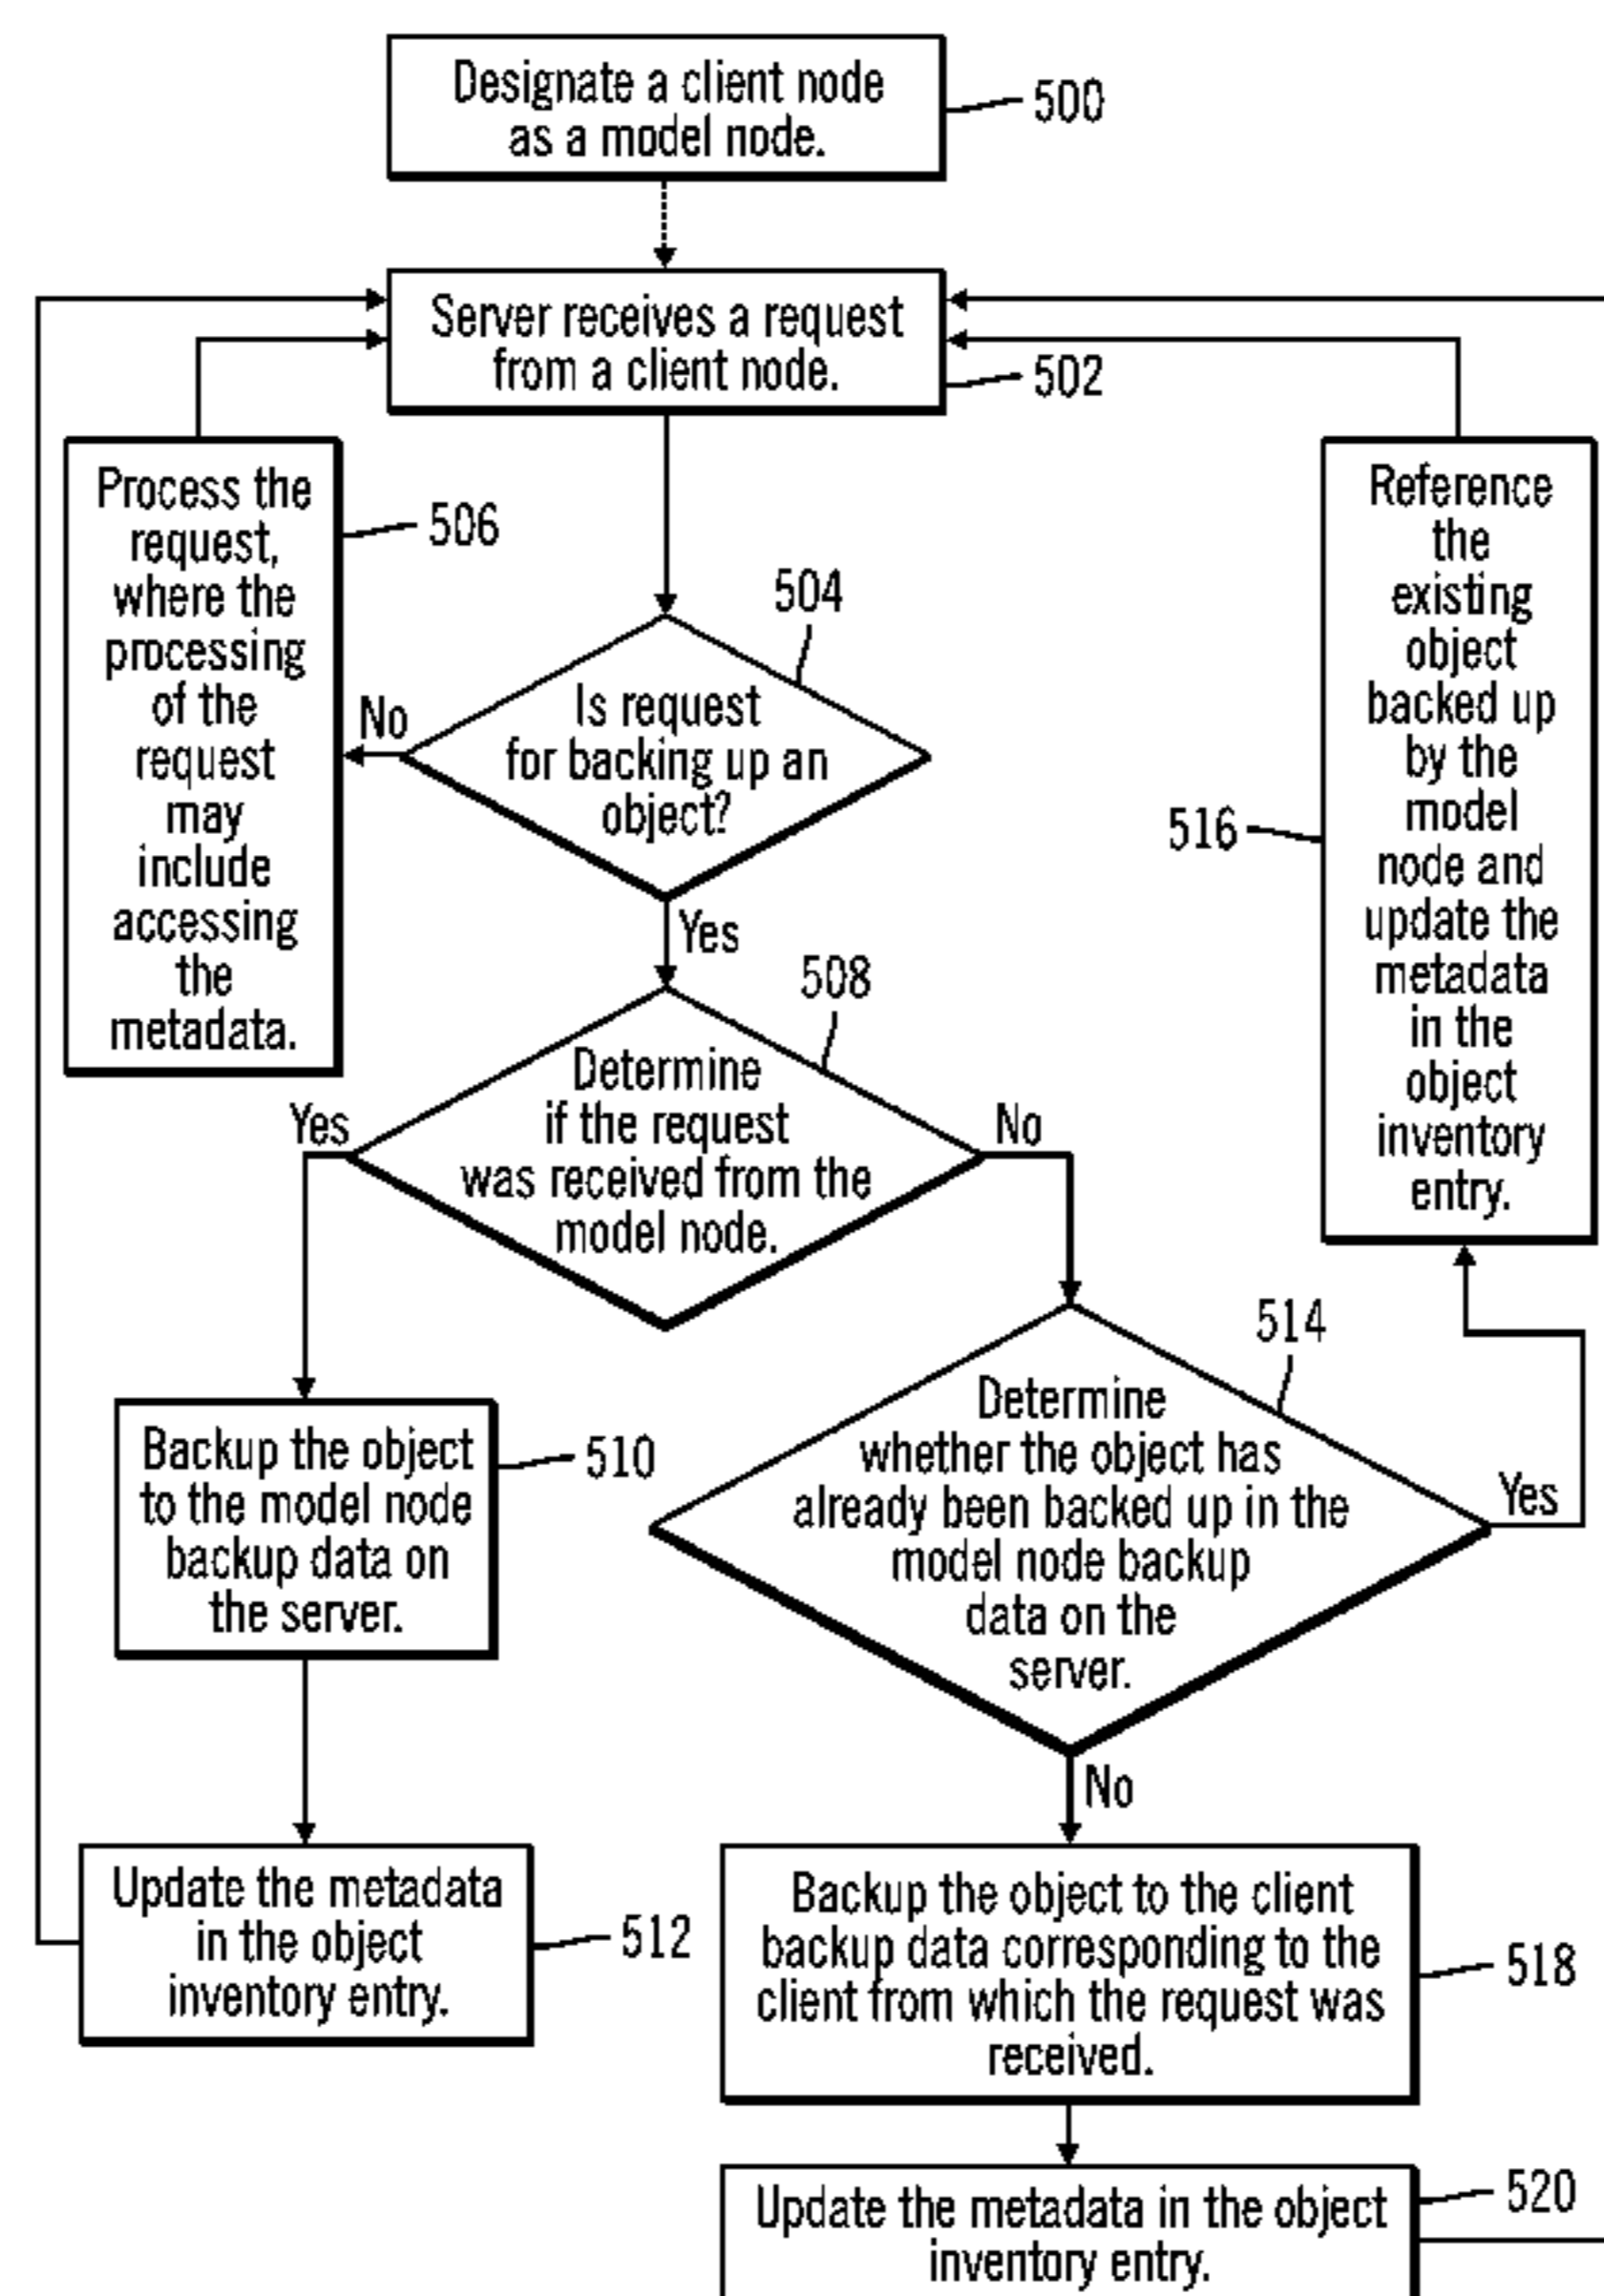 Designate a client node
as a model node.
500
Server receives a request
from a client node.
502
Process the
request,
where the
processing
of the
request
may
include
accessing
the
metadata.
506
504
Is request
for backing up an
object?
No
Yes
Reference
the
existing
object
backed up
by the
model
node and
update the
metadata
in the
object
inventory
entry.
516
508
Determine
if the request
was received from the
model node.
Yes
No
514
Determine
whether the object has
already been backed up in the
model node backup
data on the
server.
Yes
No
Backup the object
to the model node
backup data on
the server.
510
Update the metadata
in the object
inventory entry.
512
Backup the object to the client
backup data corresponding to the
client from which the request was
received.
518
Update the metadata in the object
inventory entry.
520